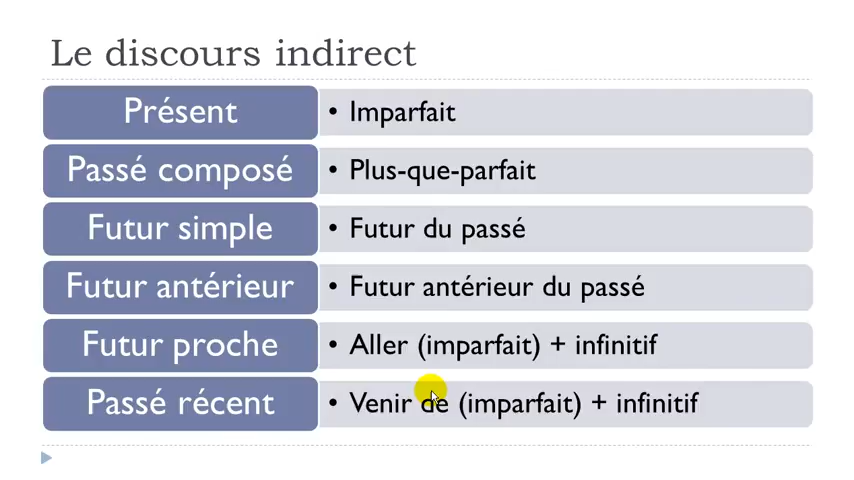 Le discours indirect
Présent
• Imparfait
Passé composé
• Plus-que-parfait
Futur simple
• Futur du passé
Futur antérieur
• Futur antérieur du passé
Futur proche
• Aller (imparfait) + infinitif
Passé récent
• Venir de (imparfait) + infinitif